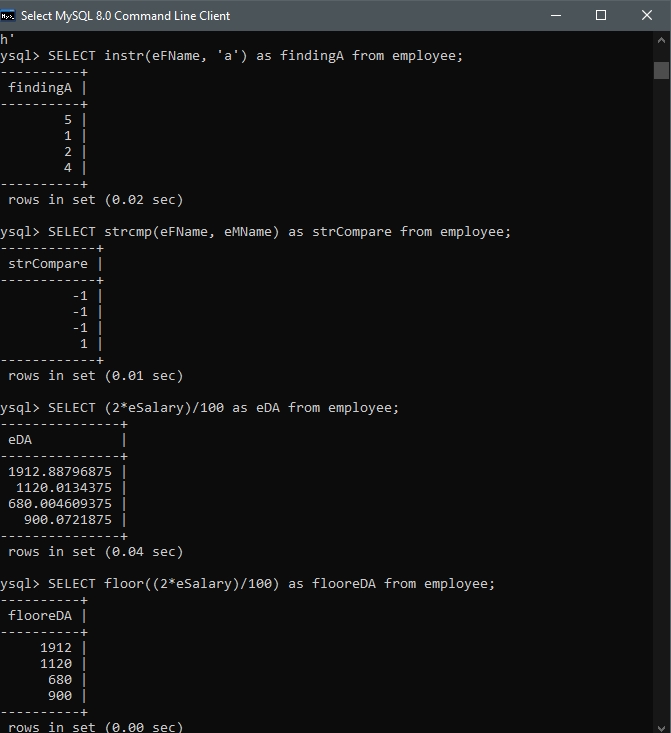 Select MySQL 8.0 Command Line Client
h'
ysql> SELECT instr(eFName, 'a') as findingA from employee;
----------+
 findingA |
----------+
        5 |
        1 |
        2 |
        4 |
----------+
 rows in set (0.02 sec)
ysql> SELECT strcmp(eFName, eMName) as strCompare from employee;
------------+
 strCompare |
------------+
         -1 |
         -1 |
         -1 |
          1 |
------------+
 rows in set (0.01 sec)
ysql> SELECT (2*eSalary)/100 as eDA from employee;
---------------+
 eDA           |
---------------+
 1912.88796875 |
  1120.0134375 |
 680.004609375 |
   900.0721875 |
---------------+
 rows in set (0.04 sec)
ysql> SELECT floor((2*eSalary)/100) as flooreDA from employee;
----------+
 flooreDA |
----------+
     1912 |
     1120 |
      680 |
      900 |
----------+
 rows in set (0.00 sec)